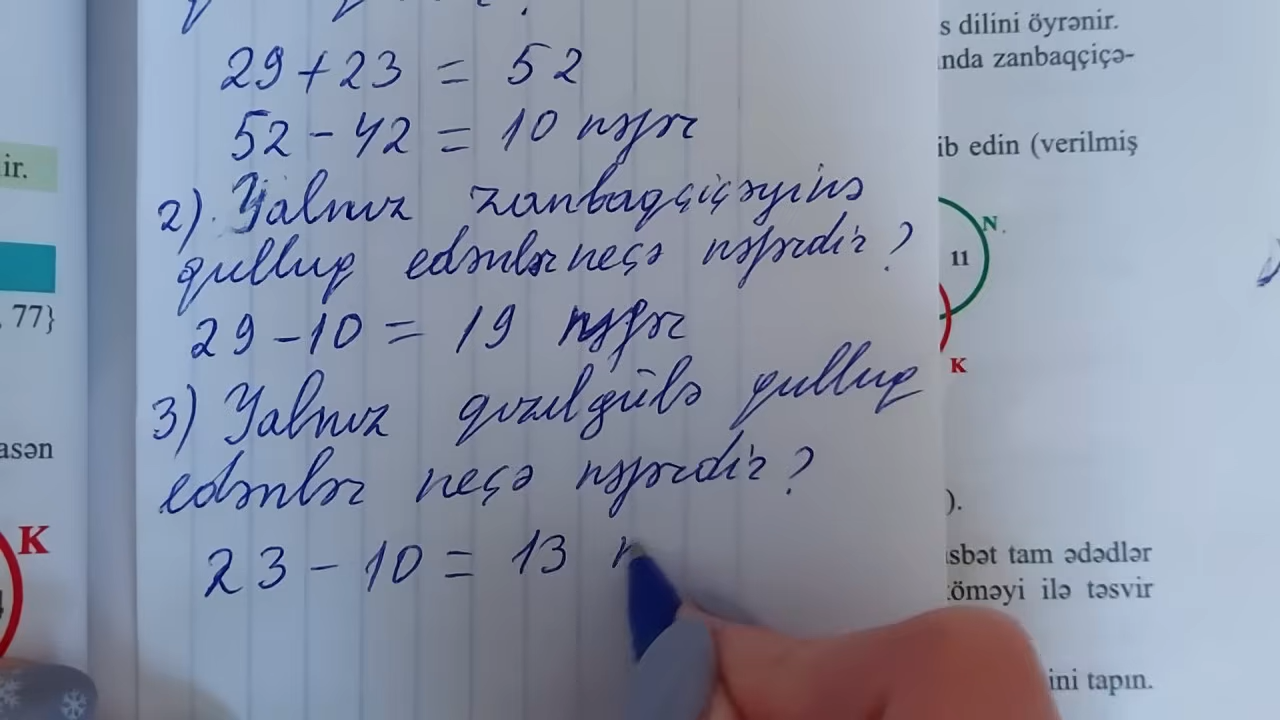 29 + 23 = 52
52 - 42 = 10 nəfər
2) Yalnız zanbaqçiçəyinə
qulluq edənlər neçə nəfərdir?
29 - 10 = 19 nəfər
3) Yalnız qızılgülə qulluq
edənlər neçə nəfərdir?
23 - 10 = 13 n
ir.
, 77}
asən
K
s dilini öyrənir.
nda zanbaqçiçə-
ib edin (verilmiş
N.
11
K
).
sbət tam ədədlər
köməyi ilə təsvir
ini tapın.